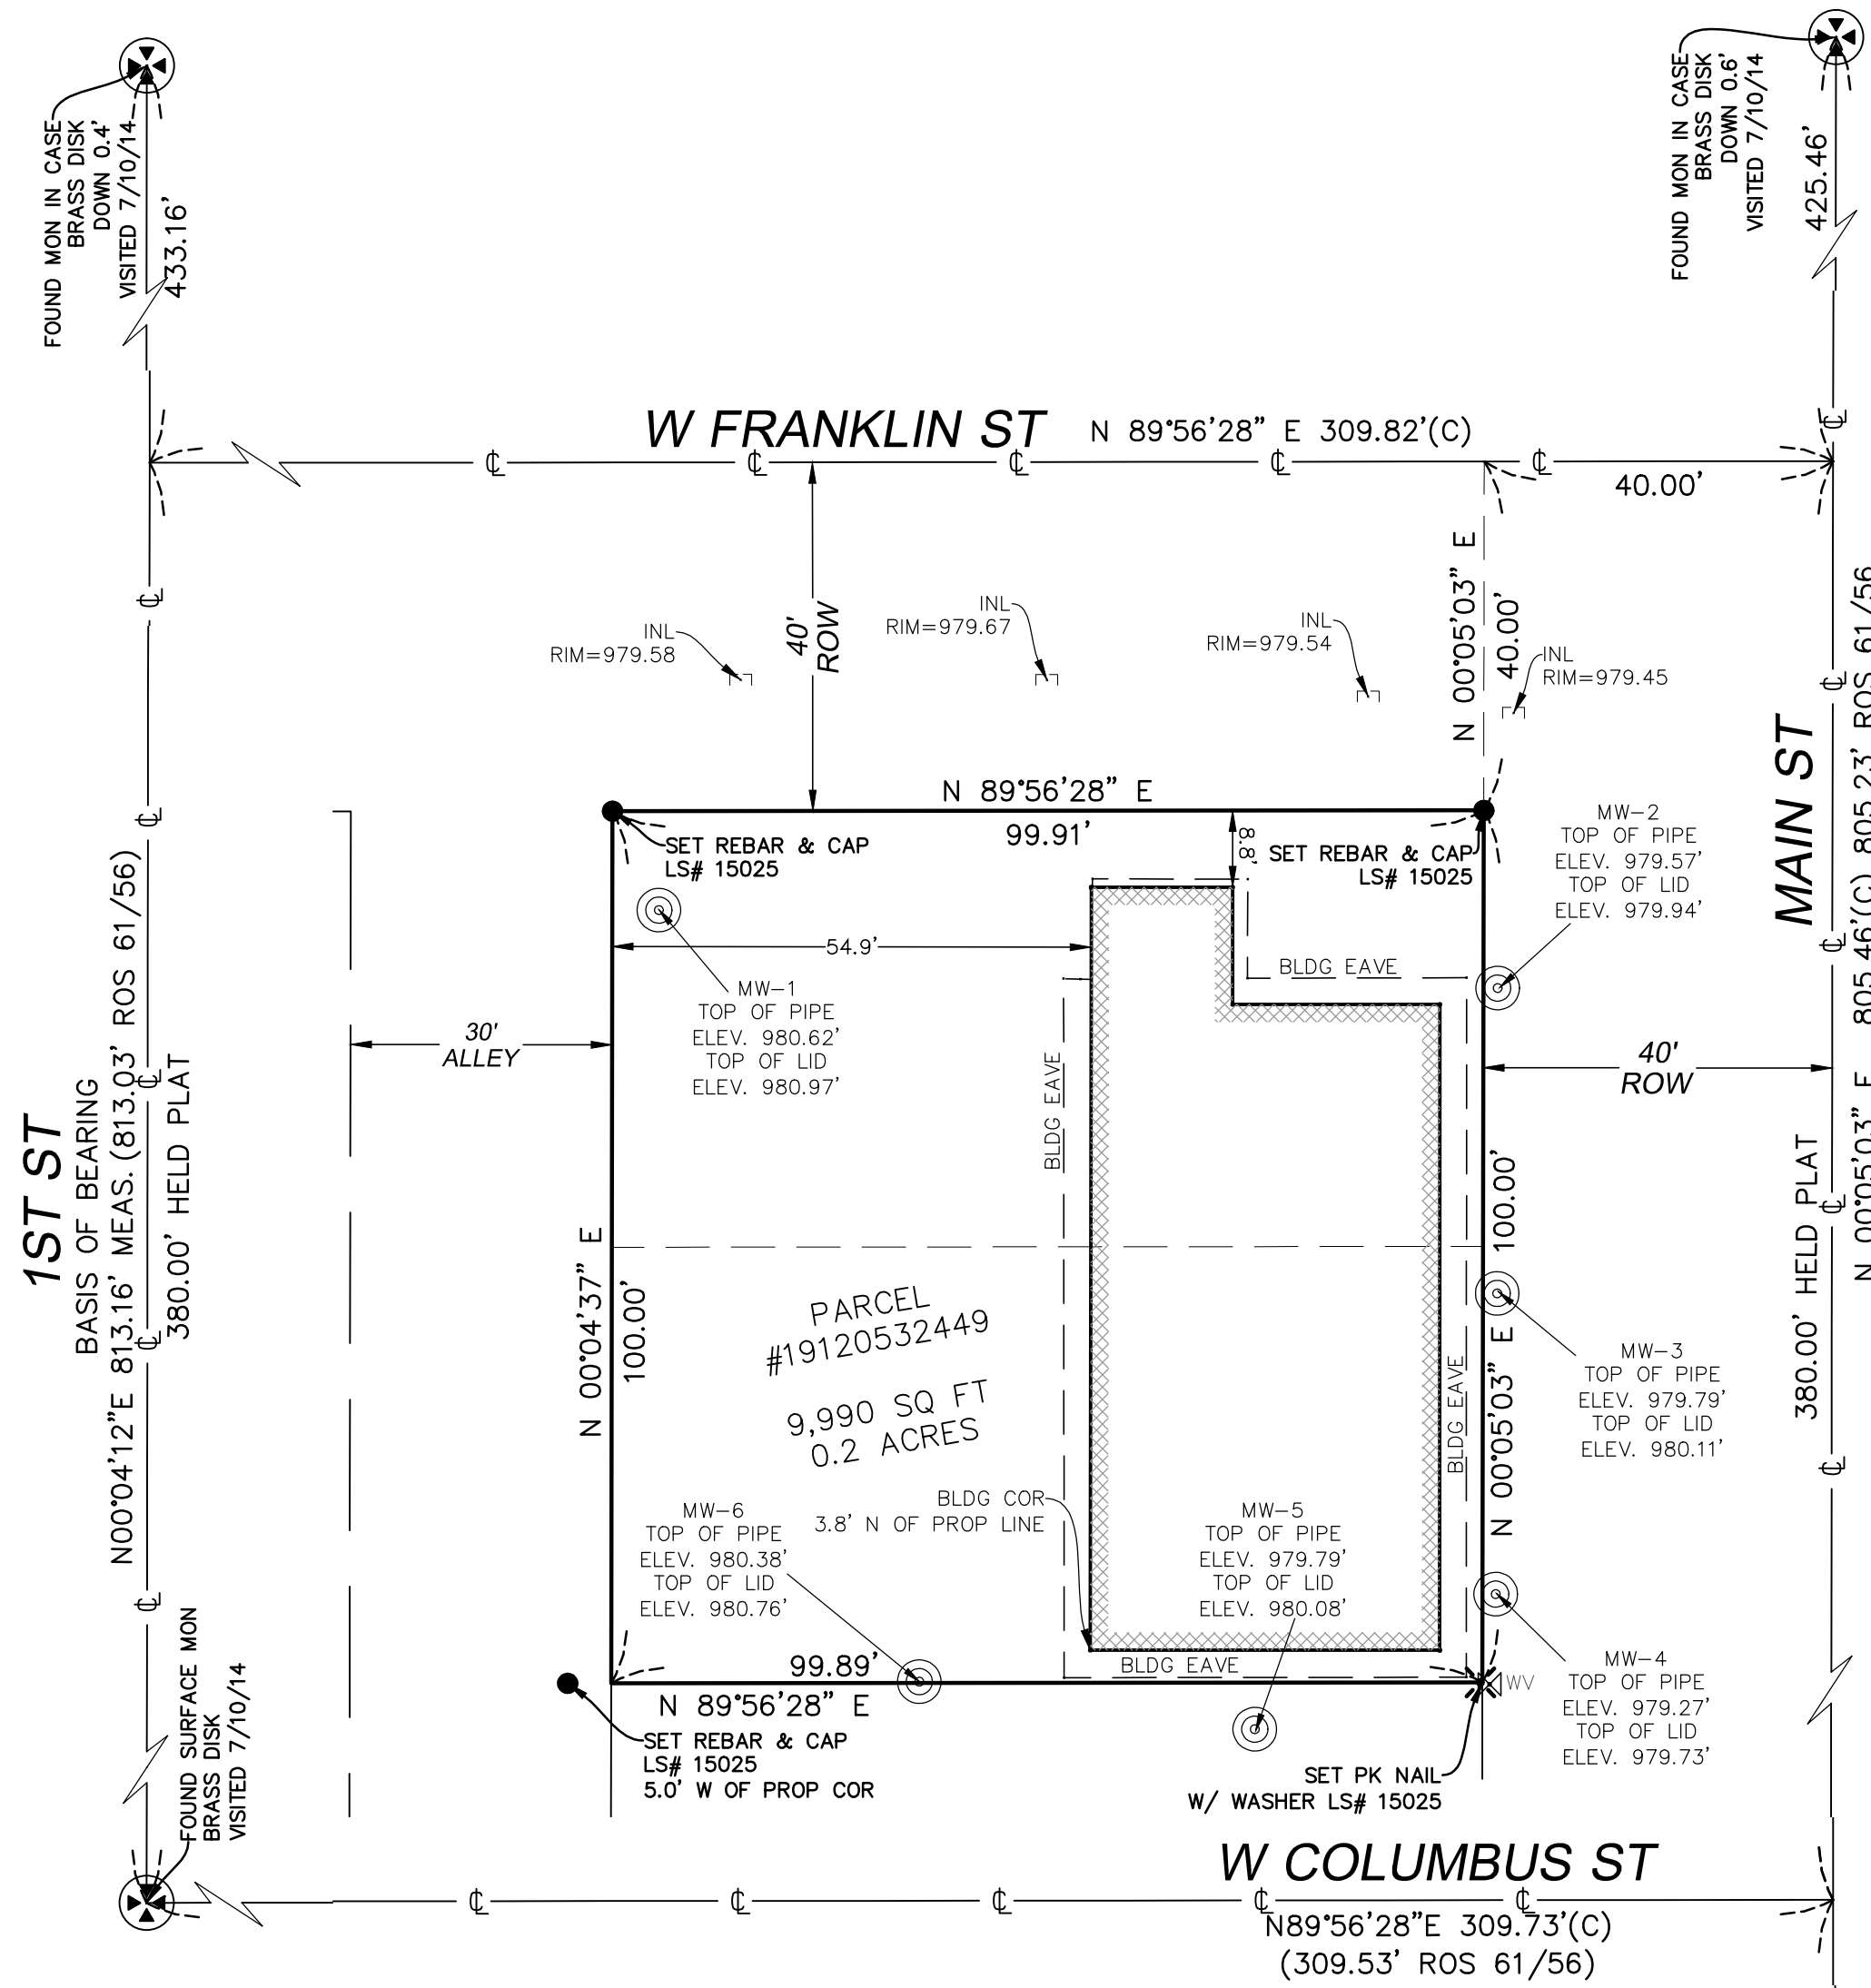 FOUND MON IN CASE
BRASS DISK
DOWN 0.4'
VISITED 7/10/14
433.16'
FOUND MON IN CASE
BRASS DISK
DOWN 0.6'
VISITED 7/10/14
425.46'
W FRANKLIN ST
N 89°56'28" E 309.82'(C)
℄ ℄ ℄ ℄ ℄
40.00'
40'
ROW
N 00°05'03" E
40.00'
INL
RIM=979.58
INL
RIM=979.67
INL
RIM=979.54
INL
RIM=979.45
N 89°56'28" E
99.91'
SET REBAR & CAP
LS# 15025
8.8'
SET REBAR & CAP
LS# 15025
MW-2
TOP OF PIPE
ELEV. 979.57'
TOP OF LID
ELEV. 979.94'
MAIN ST
54.9'
BLDG EAVE
MW-1
TOP OF PIPE
ELEV. 980.62'
TOP OF LID
ELEV. 980.97'
30'
ALLEY
BLDG EAVE
40'
ROW
1ST ST
BASIS OF BEARING
N00°04'12"E 813.16' MEAS.(813.03' ROS 61/56)
380.00' HELD PLAT
℄ ℄ ℄ ℄ ℄
N 00°04'37" E
100.00'
PARCEL
#19120532449
9,990 SQ FT
0.2 ACRES
100.00'
N 00°05'03" E
BLDG EAVE
380.00' HELD PLAT
℄ ℄ ℄ ℄ ℄
N 00°05'03" E 805.46'(C) 805.23' ROS 61/56
MW-3
TOP OF PIPE
ELEV. 979.79'
TOP OF LID
ELEV. 980.11'
BLDG COR
3.8' N OF PROP LINE
MW-6
TOP OF PIPE
ELEV. 980.38'
TOP OF LID
ELEV. 980.76'
MW-5
TOP OF PIPE
ELEV. 979.79'
TOP OF LID
ELEV. 980.08'
BLDG EAVE
99.89'
N 89°56'28" E
WV
MW-4
TOP OF PIPE
ELEV. 979.27'
TOP OF LID
ELEV. 979.73'
FOUND SURFACE MON
BRASS DISK
VISITED 7/10/14
SET REBAR & CAP
LS# 15025
5.0' W OF PROP COR
SET PK NAIL
W/ WASHER LS# 15025
W COLUMBUS ST
℄ ℄ ℄ ℄ ℄
N89°56'28"E 309.73'(C)
(309.53' ROS 61/56)